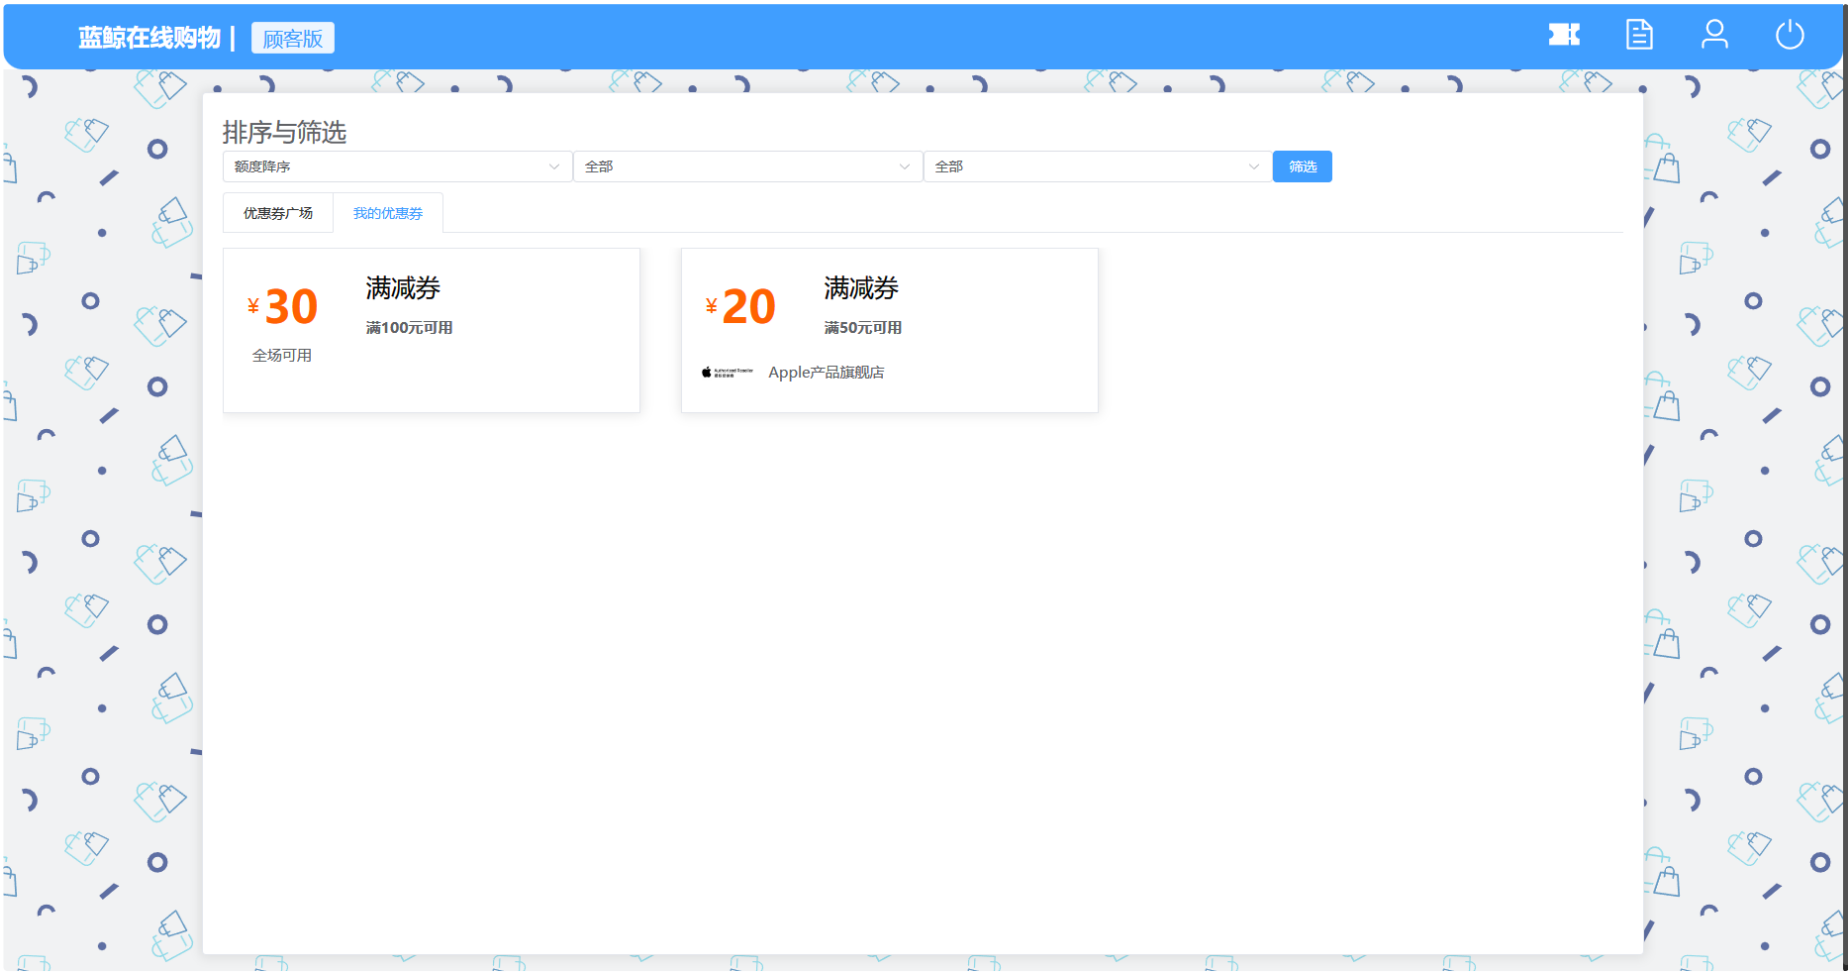 蓝鲸在线购物 | 顾客版
排序与筛选
额度降序 全部 全部 筛选
优惠券广场 我的优惠券
¥30 满减券
满100元可用
全场可用
¥20 满减券
满50元可用
Apple产品旗舰店